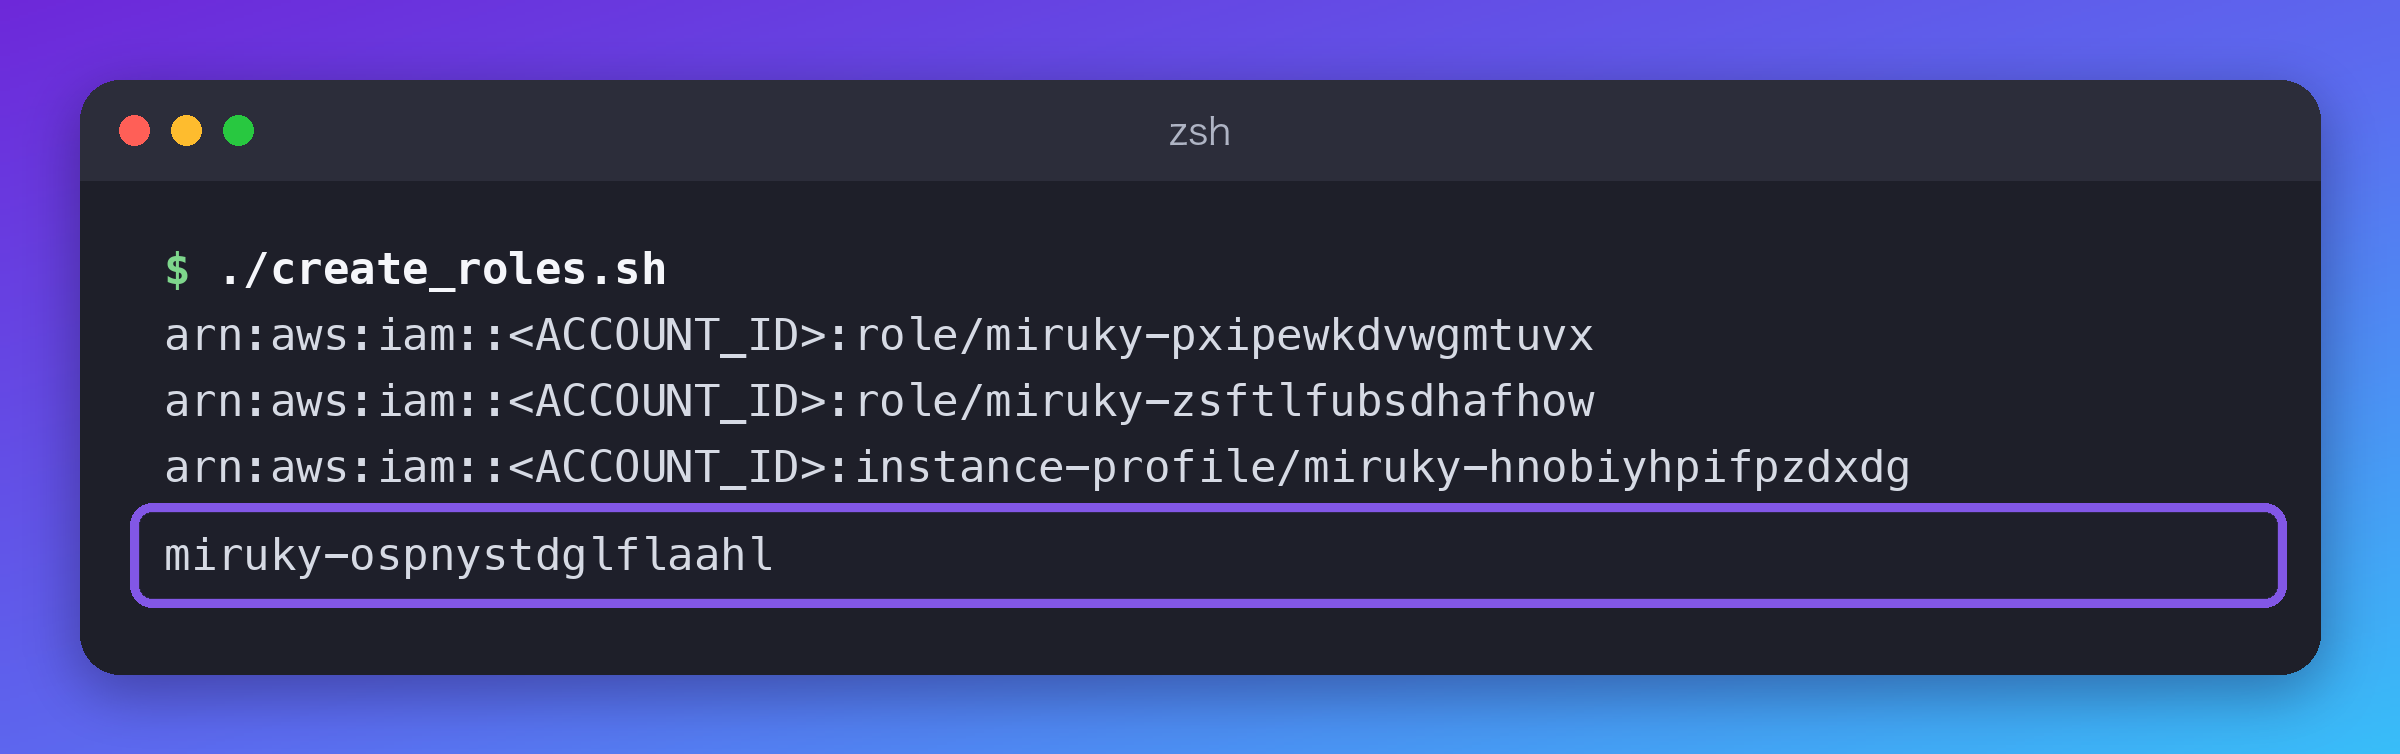 zsh
$ ./create_roles.sh
arn:aws:iam::<ACCOUNT_ID>:role/miruky-pxipewkdvwgmtuvx
arn:aws:iam::<ACCOUNT_ID>:role/miruky-zsftlfubsdhafhow
arn:aws:iam::<ACCOUNT_ID>:instance-profile/miruky-hnobiyhpifpzdxdg
miruky-ospnystdglflaahl